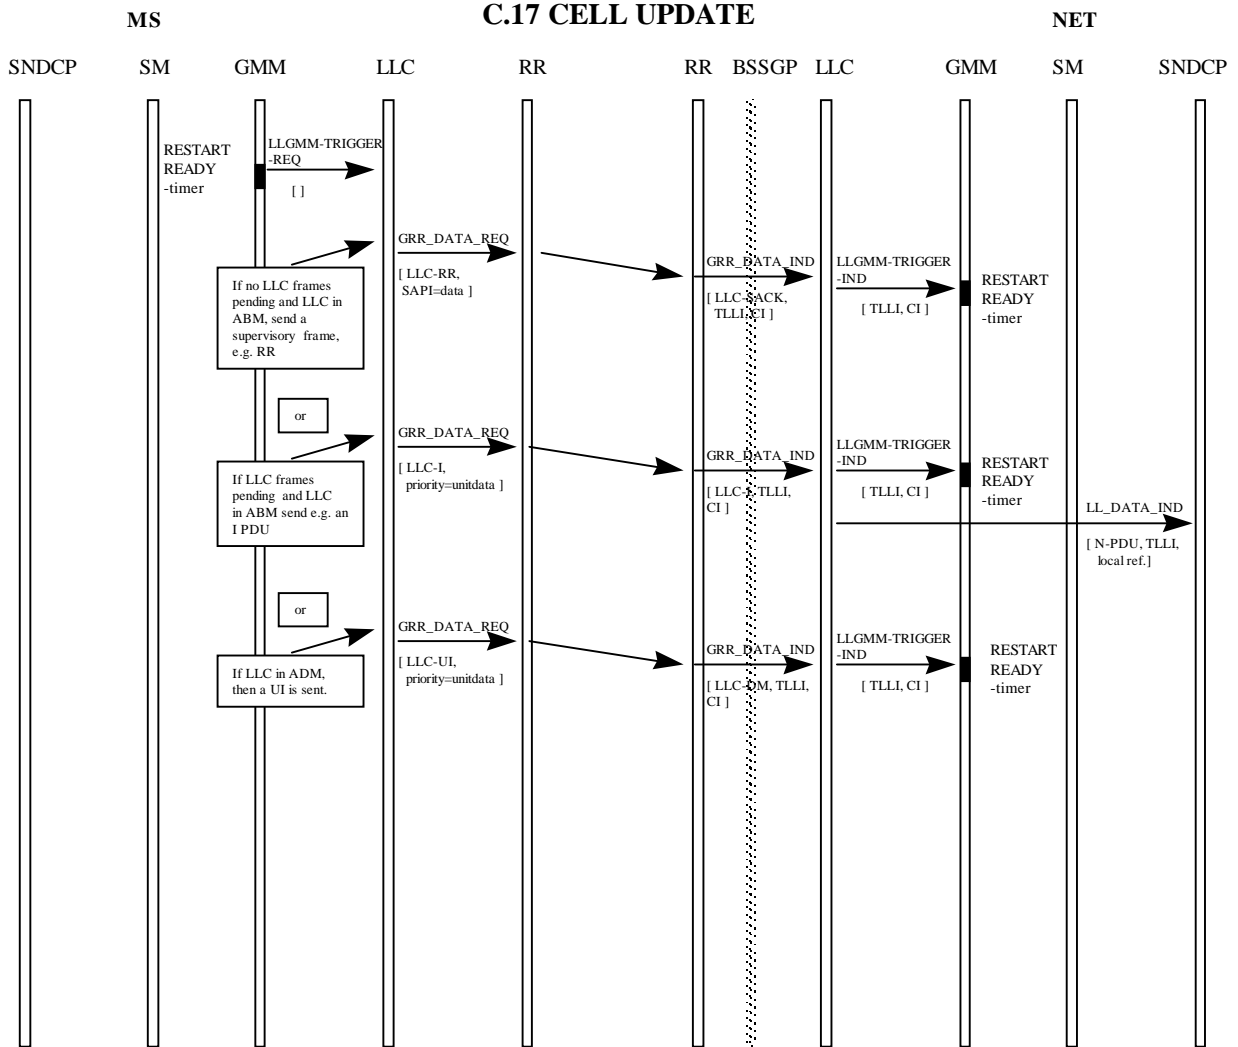 C.17 CELL UPDATE
MS
NET
SNDCP SM GMM LLC RR RR BSSGP LLC GMM SM SNDCP
RESTART
READY
-timer
LLGMM-TRIGGER
-REQ
[ ]
GRR_DATA_REQ
[ LLC-RR,
SAPI=data ]
If no LLC frames
pending and LLC in
ABM, send a
supervisory frame,
e.g. RR
GRR_DATA_IND
[ LLC-SACK,
TLLI, CI ]
LLGMM-TRIGGER
-IND
[ TLLI, CI ]
RESTART
READY
-timer
or
GRR_DATA_REQ
[ LLC-I,
priority=unitdata ]
If LLC frames
pending and LLC
in ABM send e.g. an
I PDU
GRR_DATA_IND
[ LLC-I, TLLI,
CI ]
LLGMM-TRIGGER
-IND
[ TLLI, CI ]
RESTART
READY
-timer
LL_DATA_IND
[ N-PDU, TLLI,
local ref.]
or
GRR_DATA_REQ
[ LLC-UI,
priority=unitdata ]
If LLC in ADM,
then a UI is sent.
GRR_DATA_IND
[ LLC-DM, TLLI,
CI ]
LLGMM-TRIGGER
-IND
[ TLLI, CI ]
RESTART
READY
-timer